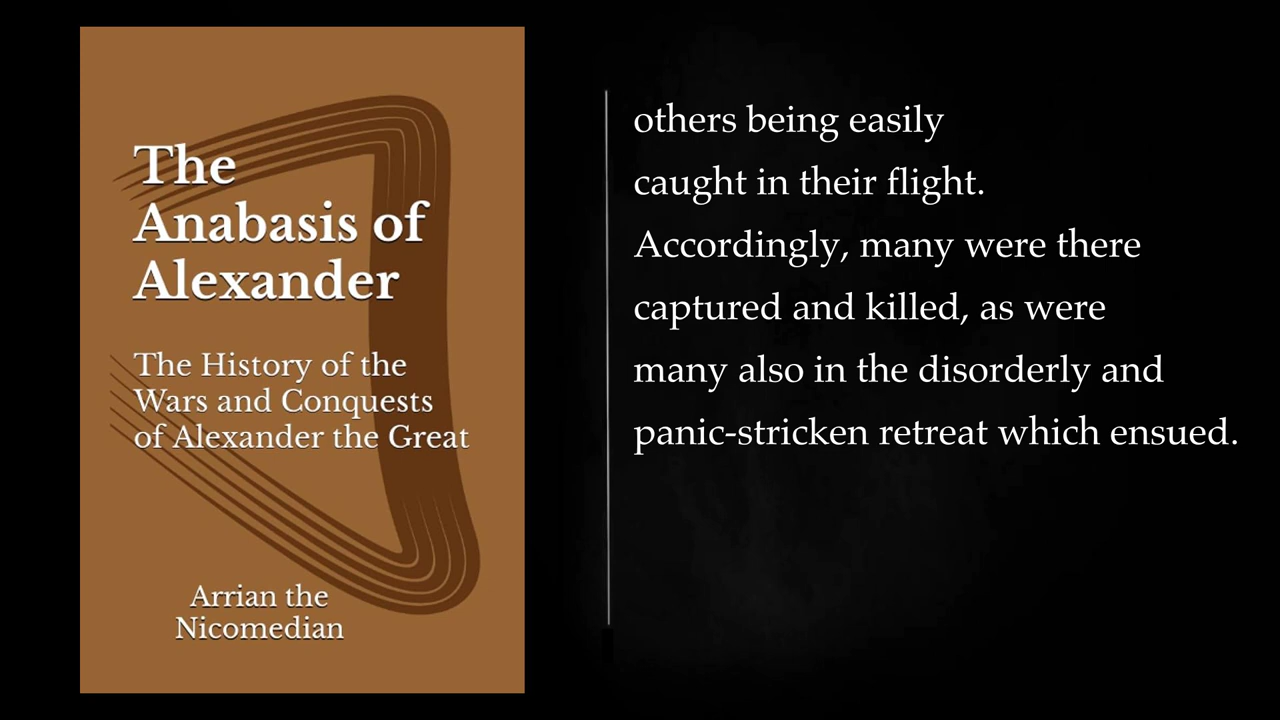 The
Anabasis of
Alexander
The History of the
Wars and Conquests
of Alexander the Great
Arrian the
Nicomedian
others being easily
caught in their flight.
Accordingly, many were there
captured and killed, as were
many also in the disorderly and
panic-stricken retreat which ensued.